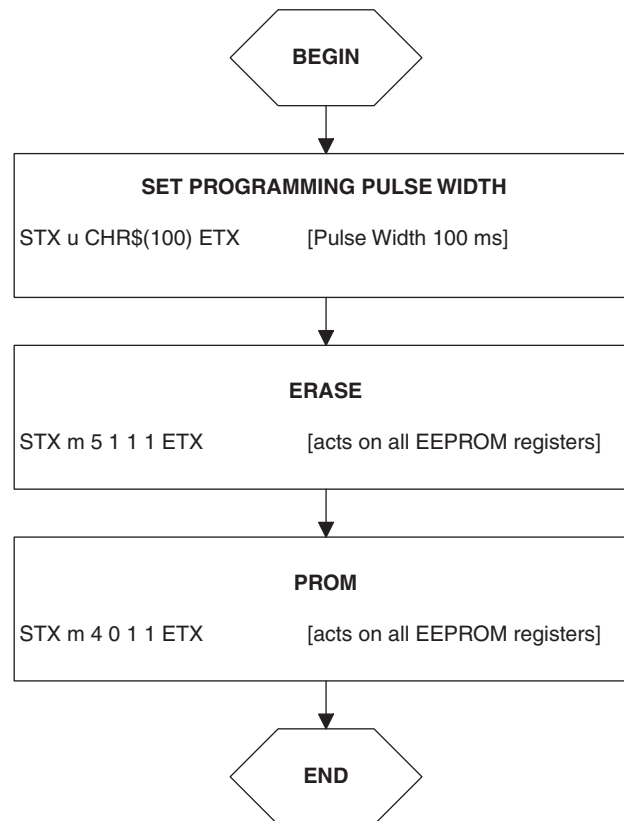 BEGIN
SET PROGRAMMING PULSE WIDTH
STX u CHR$(100) ETX [Pulse Width 100 ms]
ERASE
STX m 5 1 1 1 ETX [acts on all EEPROM registers]
PROM
STX m 4 0 1 1 ETX [acts on all EEPROM registers]
END